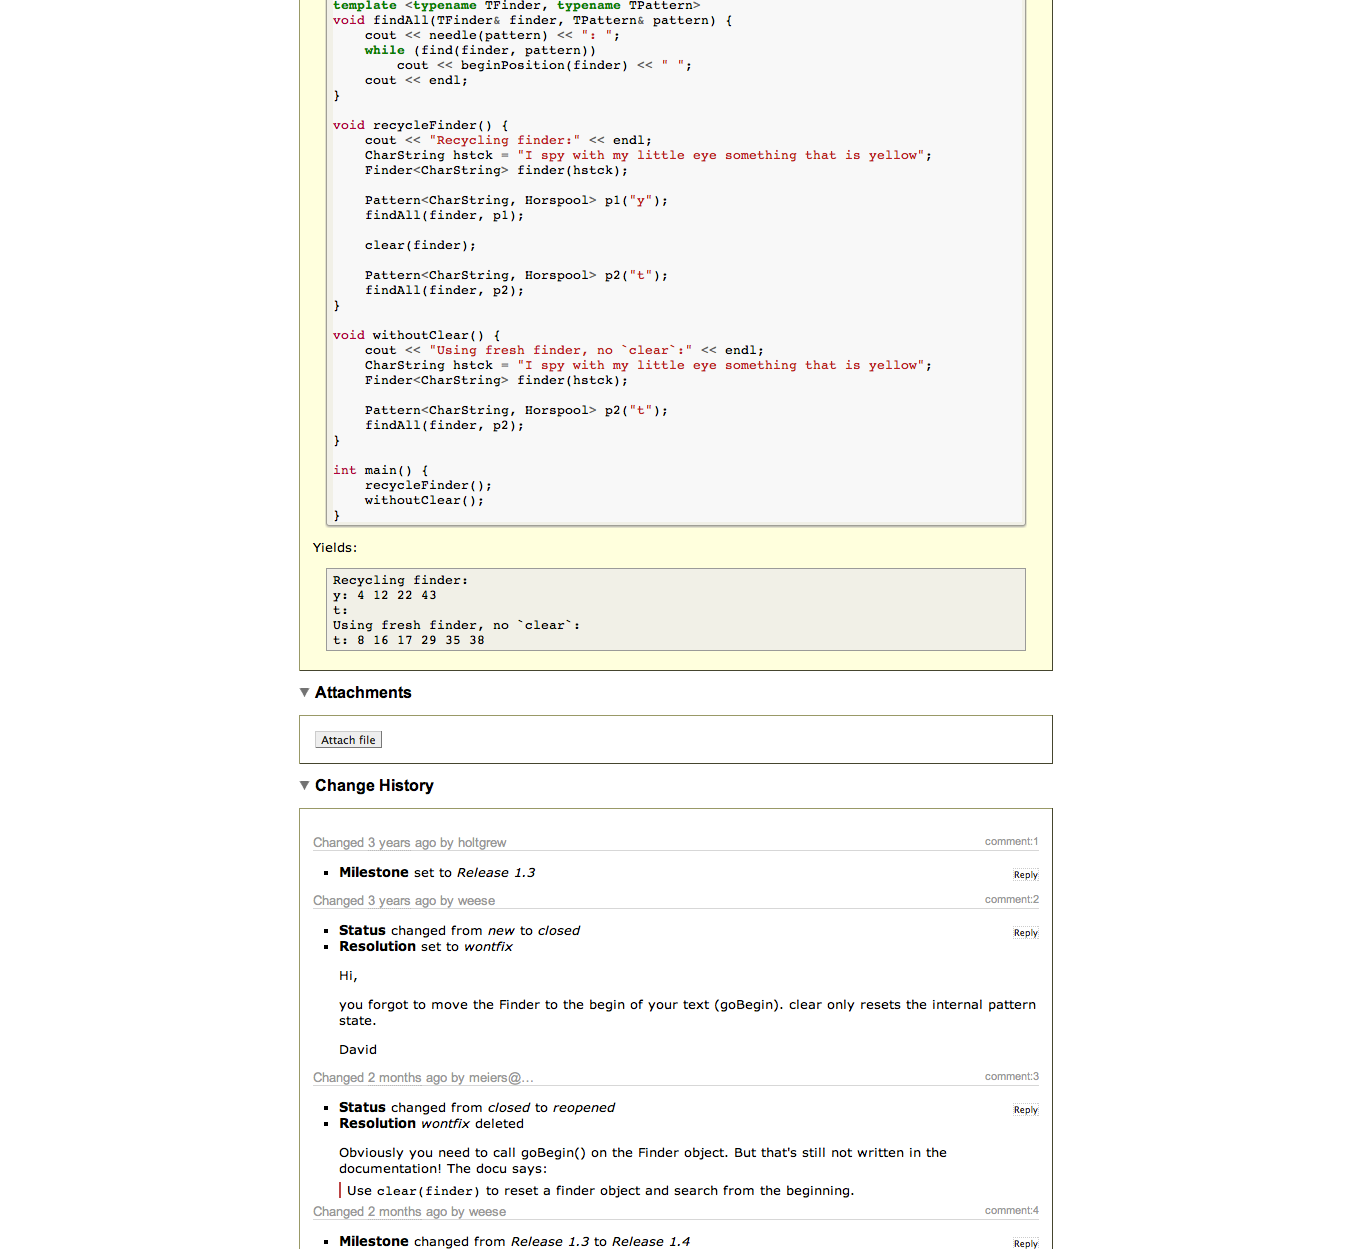 template <typename TFinder, typename TPattern>
void findAll(TFinder& finder, TPattern& pattern) {
    cout << needle(pattern) << ": ";
    while (find(finder, pattern))
        cout << beginPosition(finder) << " ";
    cout << endl;
}

void recycleFinder() {
    cout << "Recycling finder:" << endl;
    CharString hstck = "I spy with my little eye something that is yellow";
    Finder<CharString> finder(hstck);

    Pattern<CharString, Horspool> p1("y");
    findAll(finder, p1);

    clear(finder);

    Pattern<CharString, Horspool> p2("t");
    findAll(finder, p2);
}

void withoutClear() {
    cout << "Using fresh finder, no `clear`:" << endl;
    CharString hstck = "I spy with my little eye something that is yellow";
    Finder<CharString> finder(hstck);

    Pattern<CharString, Horspool> p2("t");
    findAll(finder, p2);
}

int main() {
    recycleFinder();
    withoutClear();
}
Yields:
Recycling finder:
y: 4 12 22 43
t:
Using fresh finder, no `clear`:
t: 8 16 17 29 35 38
▼ Attachments
Attach file
▼ Change History
Changed 3 years ago by holtgrew comment:1
▪ Milestone set to Release 1.3 Reply
Changed 3 years ago by weese comment:2
▪ Status changed from new to closed Reply
▪ Resolution set to wontfix
Hi,
you forgot to move the Finder to the begin of your text (goBegin). clear only resets the internal pattern
state.
David
Changed 2 months ago by meiers@… comment:3
▪ Status changed from closed to reopened Reply
▪ Resolution wontfix deleted
Obviously you need to call goBegin() on the Finder object. But that's still not written in the
documentation! The docu says:
Use clear(finder) to reset a finder object and search from the beginning.
Changed 2 months ago by weese comment:4
▪ Milestone changed from Release 1.3 to Release 1.4 Reply